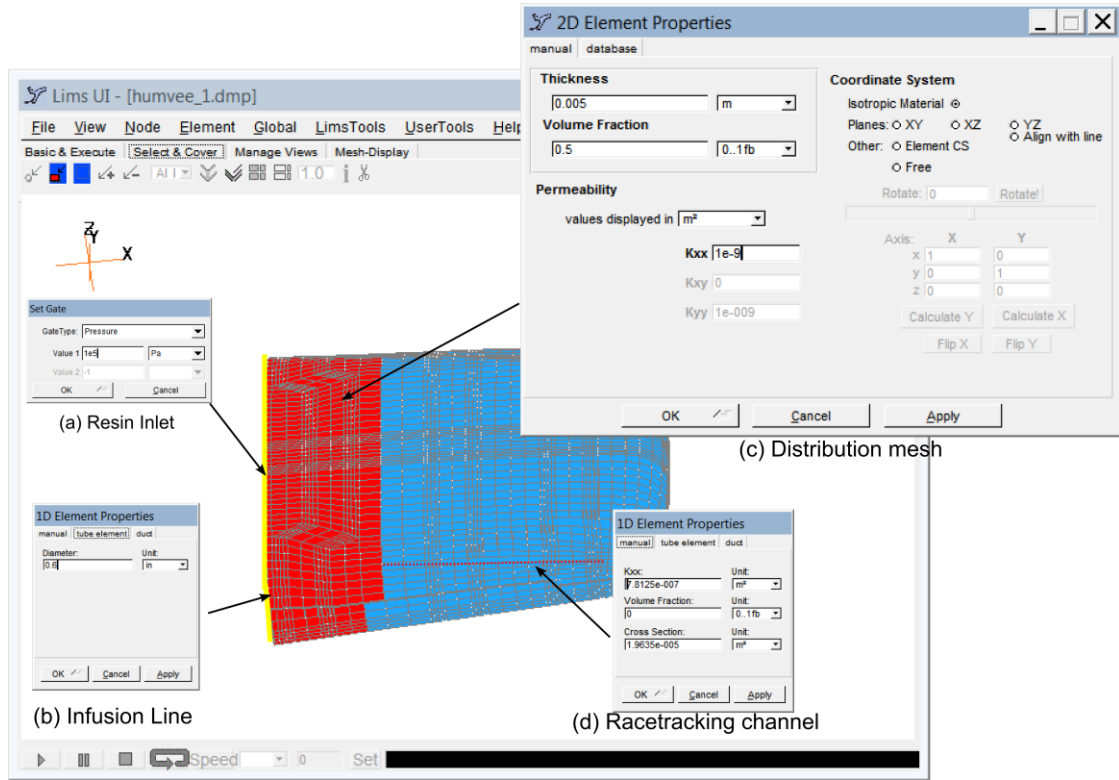 2D Element Properties
manual database
Thickness
0.005 m
Volume Fraction
0.5 0..1fb
Permeability
values displayed in m²
Kxx 1e-9
Kxy 0
Kyy 1e-009
Coordinate System
Isotropic Material
Planes: XY XZ YZ
Other: Element CS Align with line
Free
Rotate: 0 Rotate!
Axis: X Y
x 1 0
y 0 1
z 0 0
Calculate Y Calculate X
Flip X Flip Y
OK Cancel Apply
(c) Distribution mesh
Lims UI - [humvee_1.dmp]
File View Node Element Global LimsTools UserTools Help
Basic & Execute Select & Cover Manage Views Mesh-Display
All 1.0
Z
Y
X
Set Gate
GateType: Pressure
Value 1 1e5 Pa
Value 2 -1
OK Cancel
(a) Resin Inlet
1D Element Properties
manual tube element duct
Diameter: Unit:
0.6 in
OK Cancel Apply
(b) Infusion Line
1D Element Properties
manual tube element duct
Kxx: Unit:
7.8125e-007 m²
Volume Fraction: Unit:
0 0..1fb
Cross Section: Unit:
1.9635e-005 m²
OK Cancel Apply
(d) Racetracking channel
Speed 0 Set